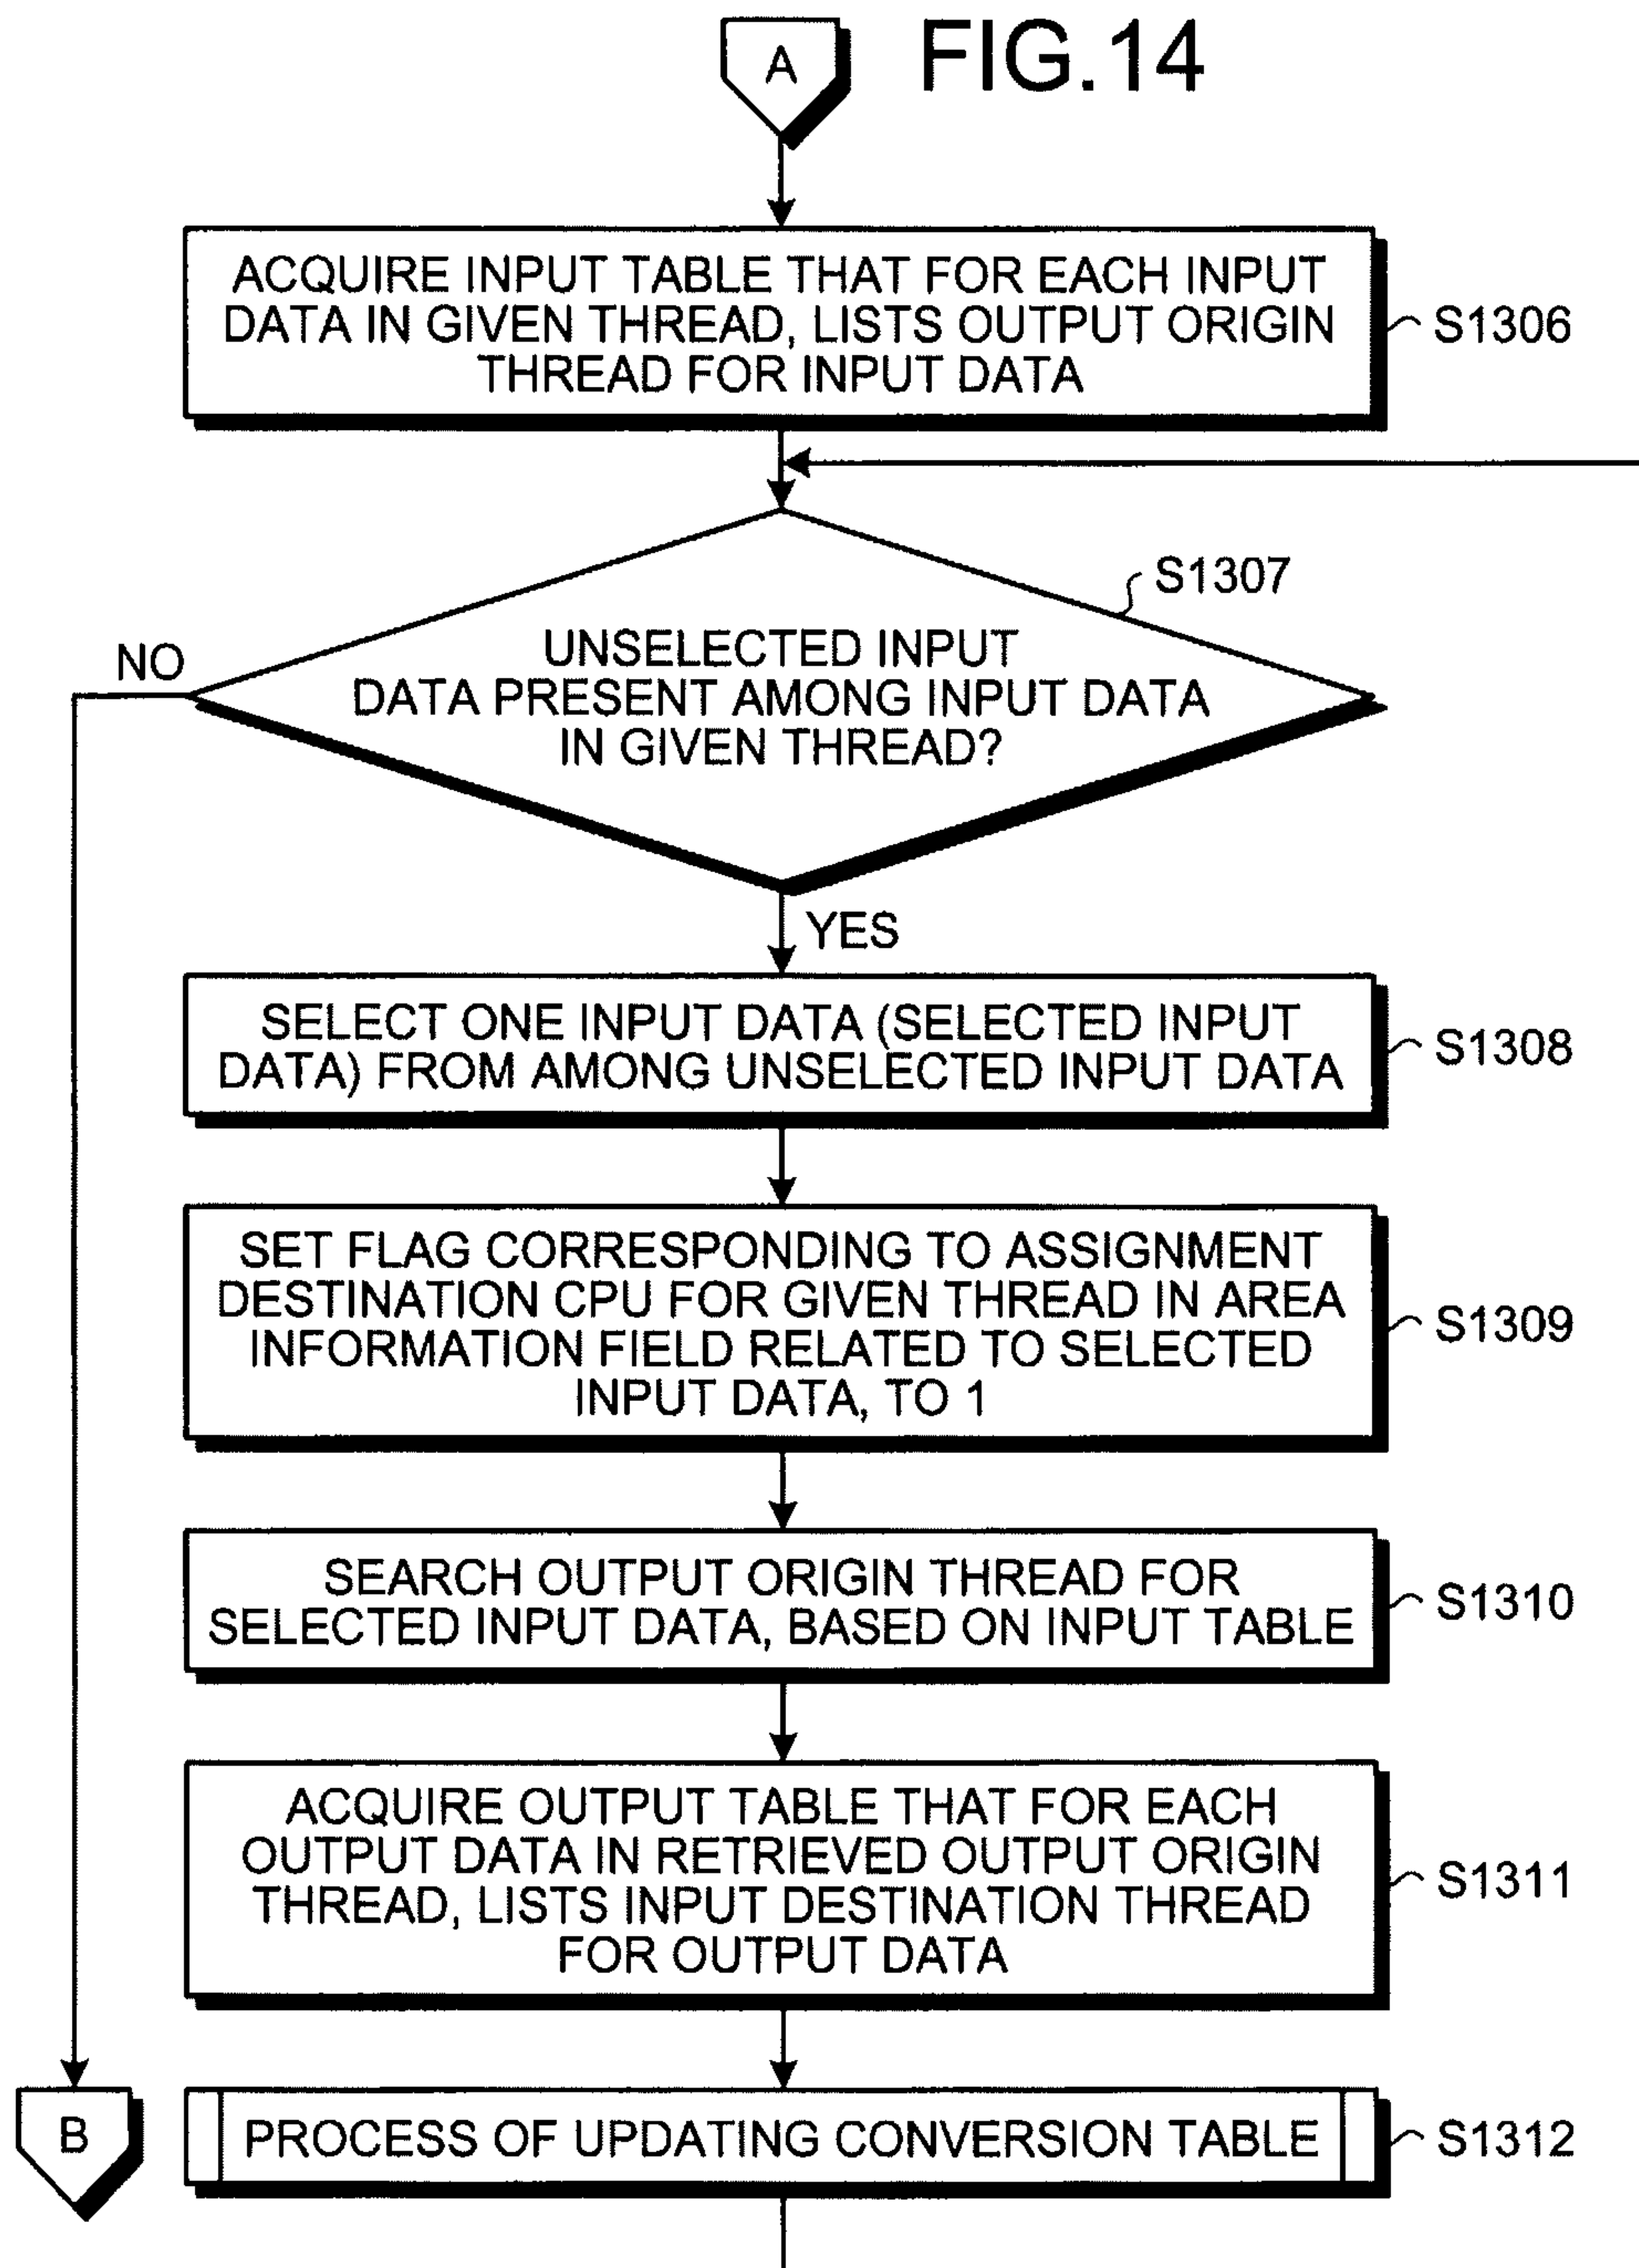 A
FIG.14
ACQUIRE INPUT TABLE THAT FOR EACH INPUT
DATA IN GIVEN THREAD, LISTS OUTPUT ORIGIN
THREAD FOR INPUT DATA
S1306
S1307
UNSELECTED INPUT
DATA PRESENT AMONG INPUT DATA
IN GIVEN THREAD?
NO
YES
SELECT ONE INPUT DATA (SELECTED INPUT
DATA) FROM AMONG UNSELECTED INPUT DATA
S1308
SET FLAG CORRESPONDING TO ASSIGNMENT
DESTINATION CPU FOR GIVEN THREAD IN AREA
INFORMATION FIELD RELATED TO SELECTED
INPUT DATA, TO 1
S1309
SEARCH OUTPUT ORIGIN THREAD FOR
SELECTED INPUT DATA, BASED ON INPUT TABLE
S1310
ACQUIRE OUTPUT TABLE THAT FOR EACH
OUTPUT DATA IN RETRIEVED OUTPUT ORIGIN
THREAD, LISTS INPUT DESTINATION THREAD
FOR OUTPUT DATA
S1311
B
PROCESS OF UPDATING CONVERSION TABLE
S1312